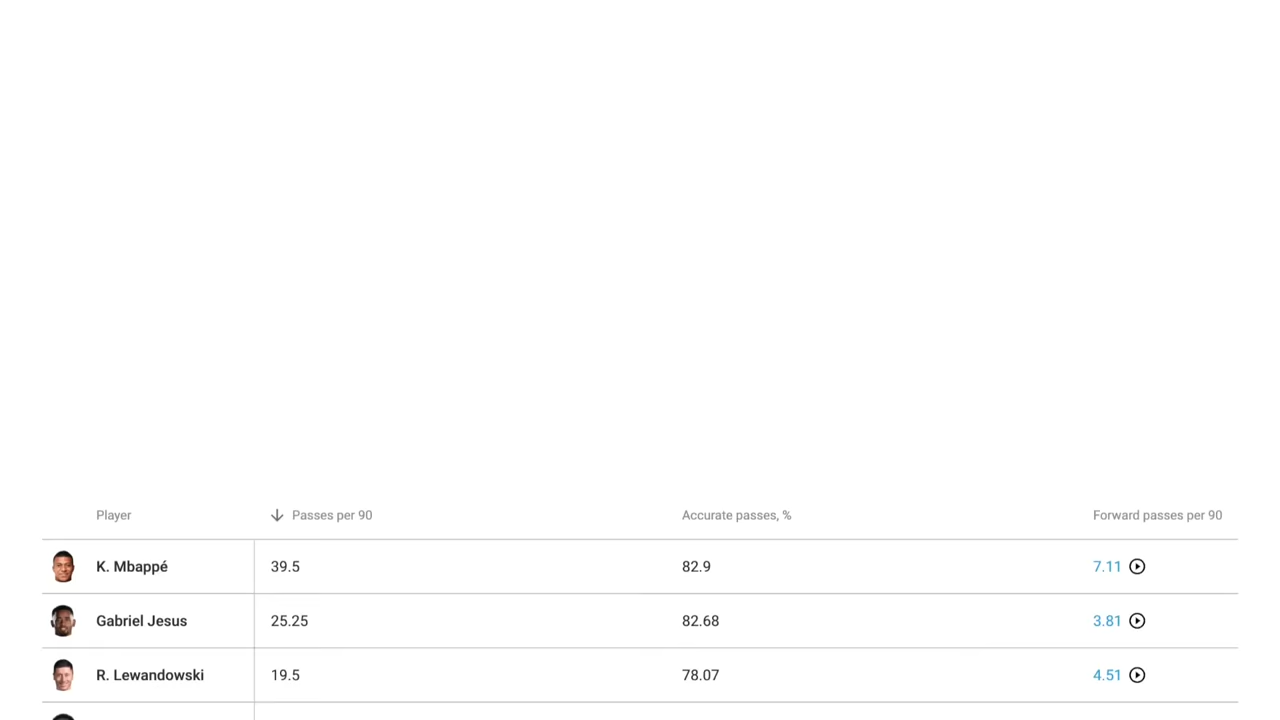 Player Passes per 90 Accurate passes, % Forward passes per 90
K. Mbappé 39.5 82.9 7.11
Gabriel Jesus 25.25 82.68 3.81
R. Lewandowski 19.5 78.07 4.51